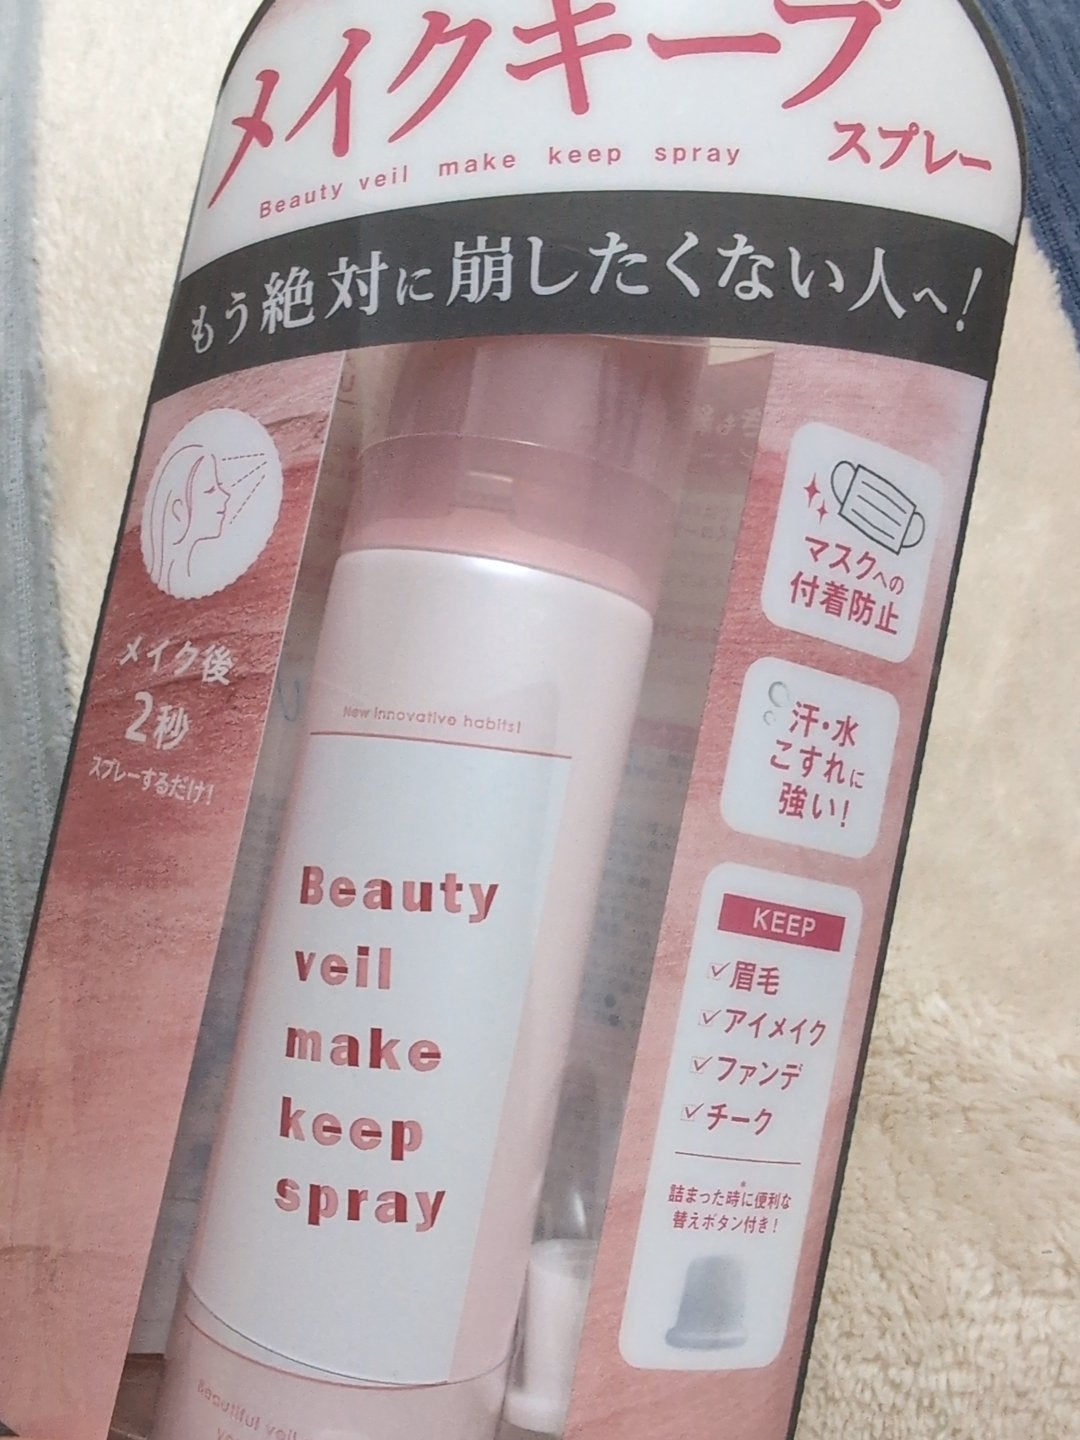 メイクキープ
スプレー
Beauty veil make keep spray
もう絶対に崩したくない人へ!
メイク後
2秒
スプレーするだけ!
マスクへの
付着防止
汗・水
こすれに
強い!
KEEP
眉毛
アイメイク
ファンデ
チーク
詰まった時に便利な
替えボタン付き!
New innovative habits!
Beauty
veil
make
keep
spray
Beautiful veil